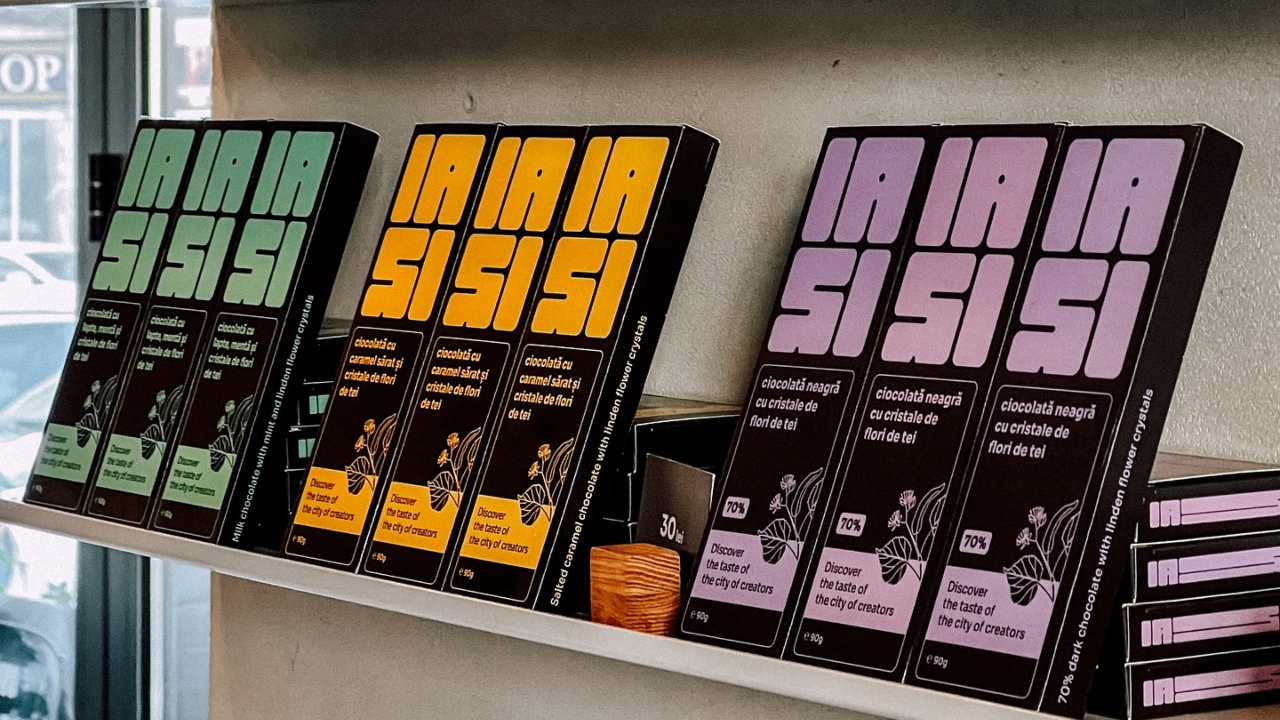 OP
IA
SI
ciocolată cu
lapte, mentă și
cristale de flori
de tei
Discover
the taste of
the city of creators
℮ 90g
IA
SI
ciocolată cu
lapte, mentă și
cristale de flori
de tei
Discover
the taste of
the city of creators
℮ 90g
IA
SI
ciocolată cu
lapte, mentă și
cristale de flori
de tei
Discover
the taste of
the city of creators
℮ 90g
Milk chocolate with mint and linden flower crystals
IA
SI
ciocolată cu
caramel sărat și
cristale de flori
de tei
Discover
the taste of
the city of creators
℮ 90g
IA
SI
ciocolată cu
caramel sărat și
cristale de flori
de tei
Discover
the taste of
the city of creators
℮ 90g
IA
SI
ciocolată cu
caramel sărat și
cristale de flori
de tei
Discover
the taste of
the city of creators
℮ 90g
Salted caramel chocolate with linden flower crystals
30 lei
IA
SI
ciocolată neagră
cu cristale de
flori de tei
70%
Discover
the taste of
the city of creators
℮ 90g
IA
SI
ciocolată neagră
cu cristale de
flori de tei
70%
Discover
the taste of
the city of creators
℮ 90g
IA
SI
ciocolată neagră
cu cristale de
flori de tei
70%
Discover
the taste of
the city of creators
℮ 90g
70% dark chocolate with linden flower crystals
IA
IA
IA
IA